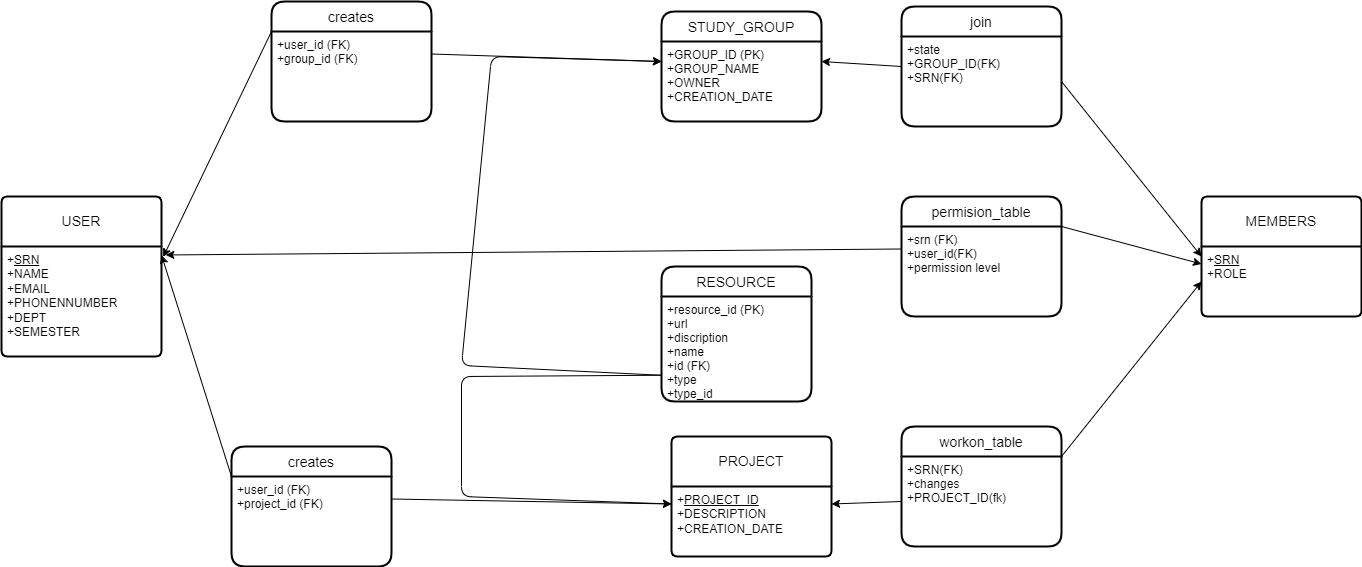 creates
+user_id (FK)
+group_id (FK)
STUDY_GROUP
+GROUP_ID (PK)
+GROUP_NAME
+OWNER
+CREATION_DATE
join
+state
+GROUP_ID(FK)
+SRN(FK)
USER
+SRN
+NAME
+EMAIL
+PHONENNUMBER
+DEPT
+SEMESTER
permision_table
+srn (FK)
+user_id(FK)
+permission level
MEMBERS
+SRN
+ROLE
RESOURCE
+resource_id (PK)
+url
+discription
+name
+id (FK)
+type
+type_id
creates
+user_id (FK)
+project_id (FK)
PROJECT
+PROJECT_ID
+DESCRIPTION
+CREATION_DATE
workon_table
+SRN(FK)
+changes
+PROJECT_ID(fk)